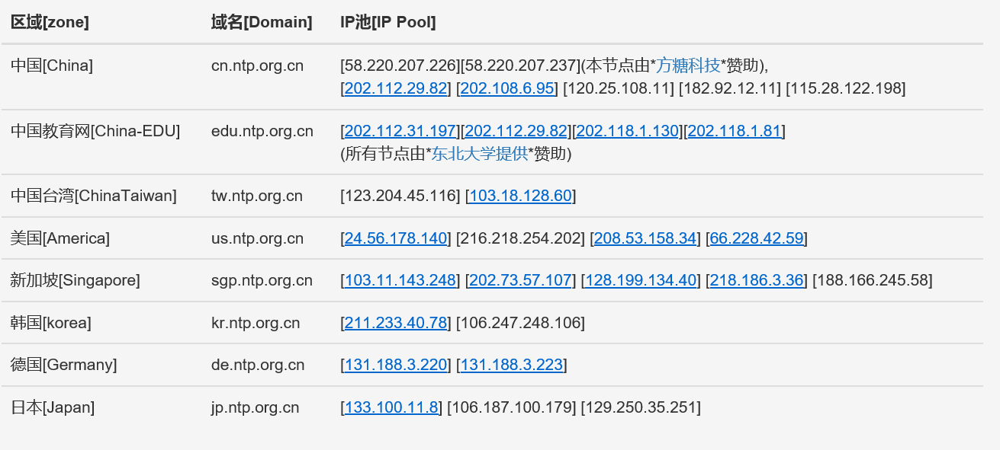 区域[zone] 域名[Domain] IP池[IP Pool]
中国[China] cn.ntp.org.cn [58.220.207.226][58.220.207.237](本节点由*方糖科技*赞助),
[202.112.29.82] [202.108.6.95] [120.25.108.11] [182.92.12.11] [115.28.122.198]
中国教育网[China-EDU] edu.ntp.org.cn [202.112.31.197][202.112.29.82][202.118.1.130][202.118.1.81]
(所有节点由*东北大学提供*赞助)
中国台湾[ChinaTaiwan] tw.ntp.org.cn [123.204.45.116] [103.18.128.60]
美国[America] us.ntp.org.cn [24.56.178.140] [216.218.254.202] [208.53.158.34] [66.228.42.59]
新加坡[Singapore] sgp.ntp.org.cn [103.11.143.248] [202.73.57.107] [128.199.134.40] [218.186.3.36] [188.166.245.58]
韩国[korea] kr.ntp.org.cn [211.233.40.78] [106.247.248.106]
德国[Germany] de.ntp.org.cn [131.188.3.220] [131.188.3.223]
日本[Japan] jp.ntp.org.cn [133.100.11.8] [106.187.100.179] [129.250.35.251]